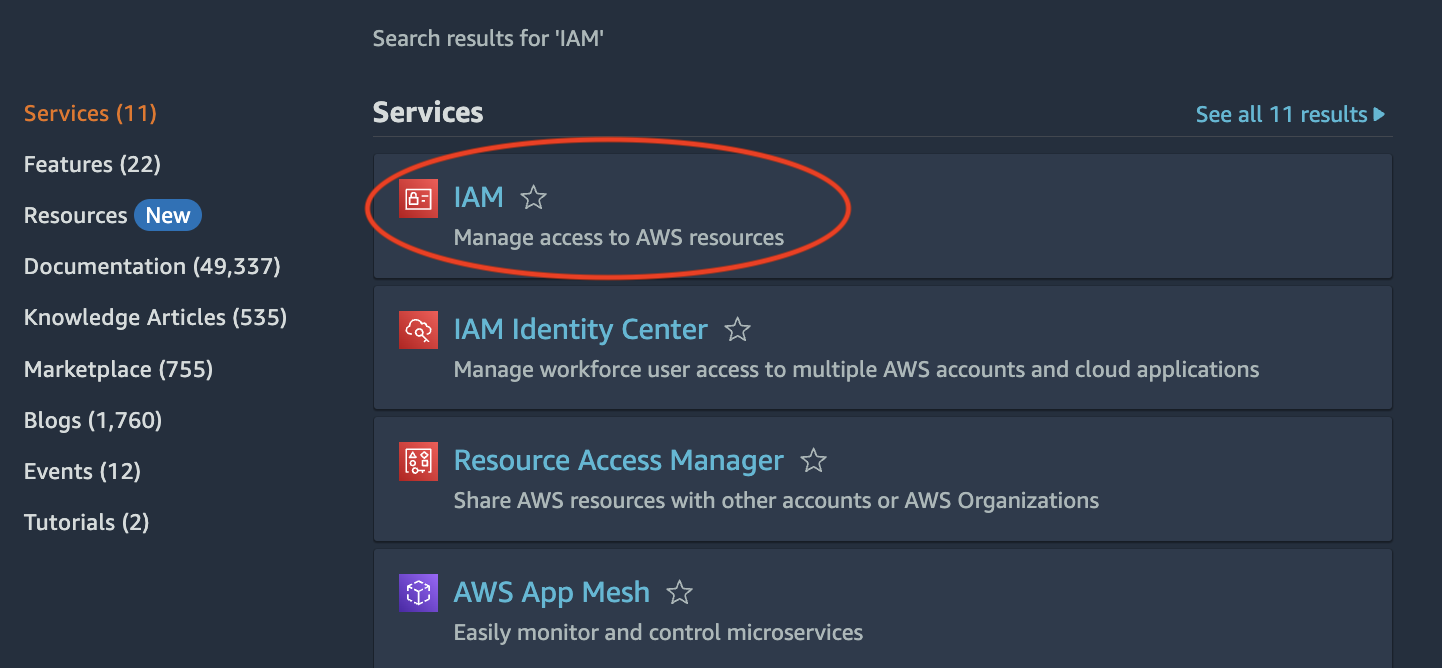 Search results for 'IAM'
Services (11)
Features (22)
Resources New
Documentation (49,337)
Knowledge Articles (535)
Marketplace (755)
Blogs (1,760)
Events (12)
Tutorials (2)
Services
See all 11 results
IAM
Manage access to AWS resources
IAM Identity Center
Manage workforce user access to multiple AWS accounts and cloud applications
Resource Access Manager
Share AWS resources with other accounts or AWS Organizations
AWS App Mesh
Easily monitor and control microservices